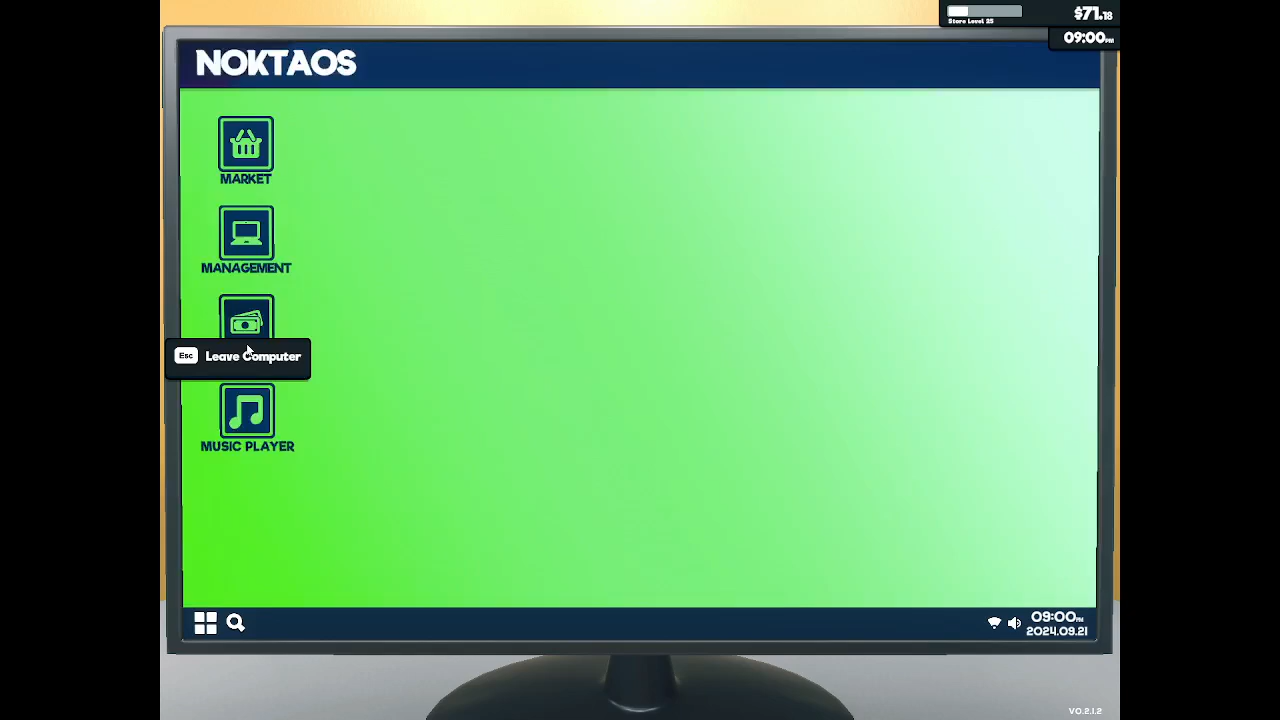 $71.18
Store Level 25
09:00PM
NOKTAOS
MARKET
MANAGEMENT
Esc Leave Computer
MUSIC PLAYER
09:00PM
2024.09.21
V0.2.1.2